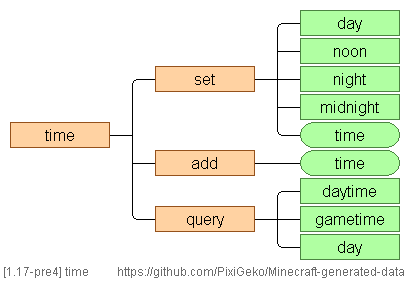 day
noon
set
night
midnight
time
time
add
time
daytime
query
gametime
day
[1.17-pre4] time https://github.com/PixiGeko/Minecraft-generated-data